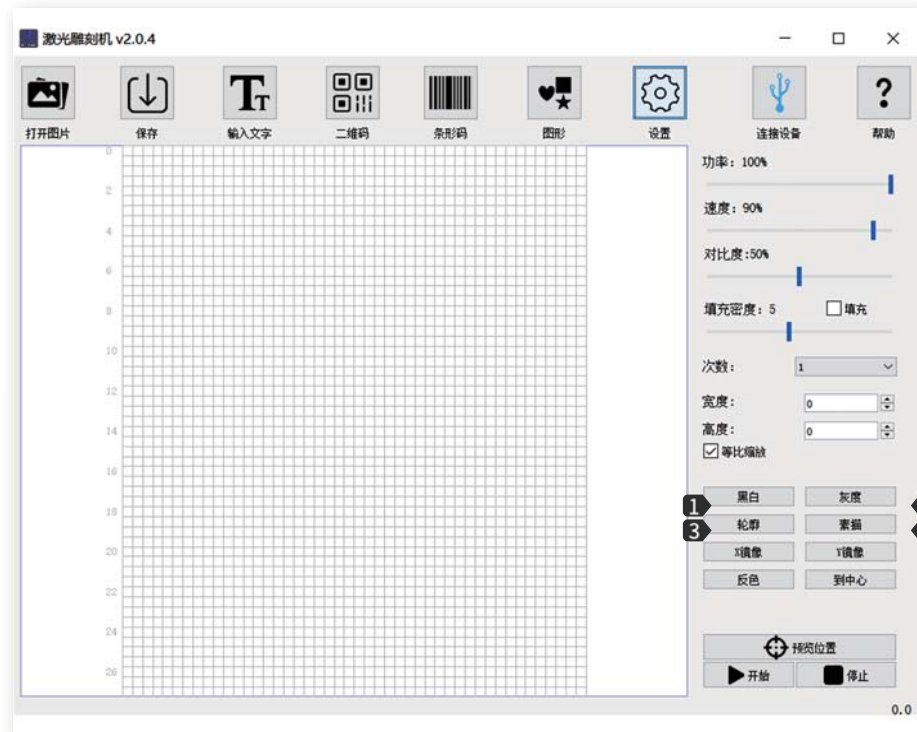 激光雕刻机 v2.0.4
打开图片 保存 输入文字 二维码 条形码 图形 设置 连接设备 帮助
功率: 100%
速度: 90%
对比度:50%
填充密度: 5 填充
次数: 1
宽度: 0
高度: 0
等比缩放
黑白 灰度
1
轮廓 素描
3
X镜像 Y镜像
反色 到中心
预览位置
开始 停止
0.0
0
2
4
6
8
10
12
14
16
18
20
22
24
26